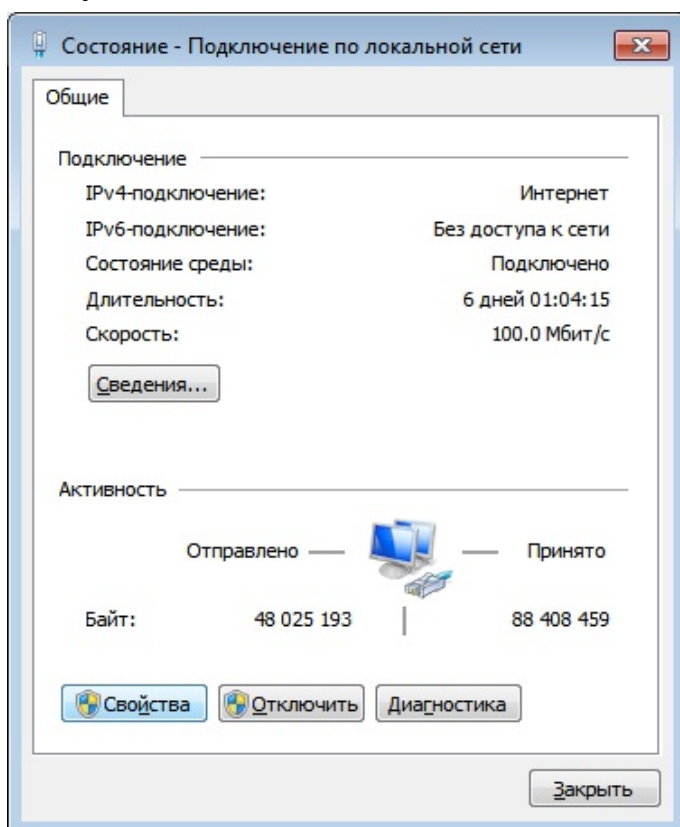 Состояние - Подключение по локальной сети
Общие
Подключение
IPv4-подключение: Интернет
IPv6-подключение: Без доступа к сети
Состояние среды: Подключено
Длительность: 6 дней 01:04:15
Скорость: 100.0 Мбит/с
Сведения...
Активность
Отправлено — — Принято
Байт: 48 025 193 | 88 408 459
Свойства Отключить Диагностика
Закрыть